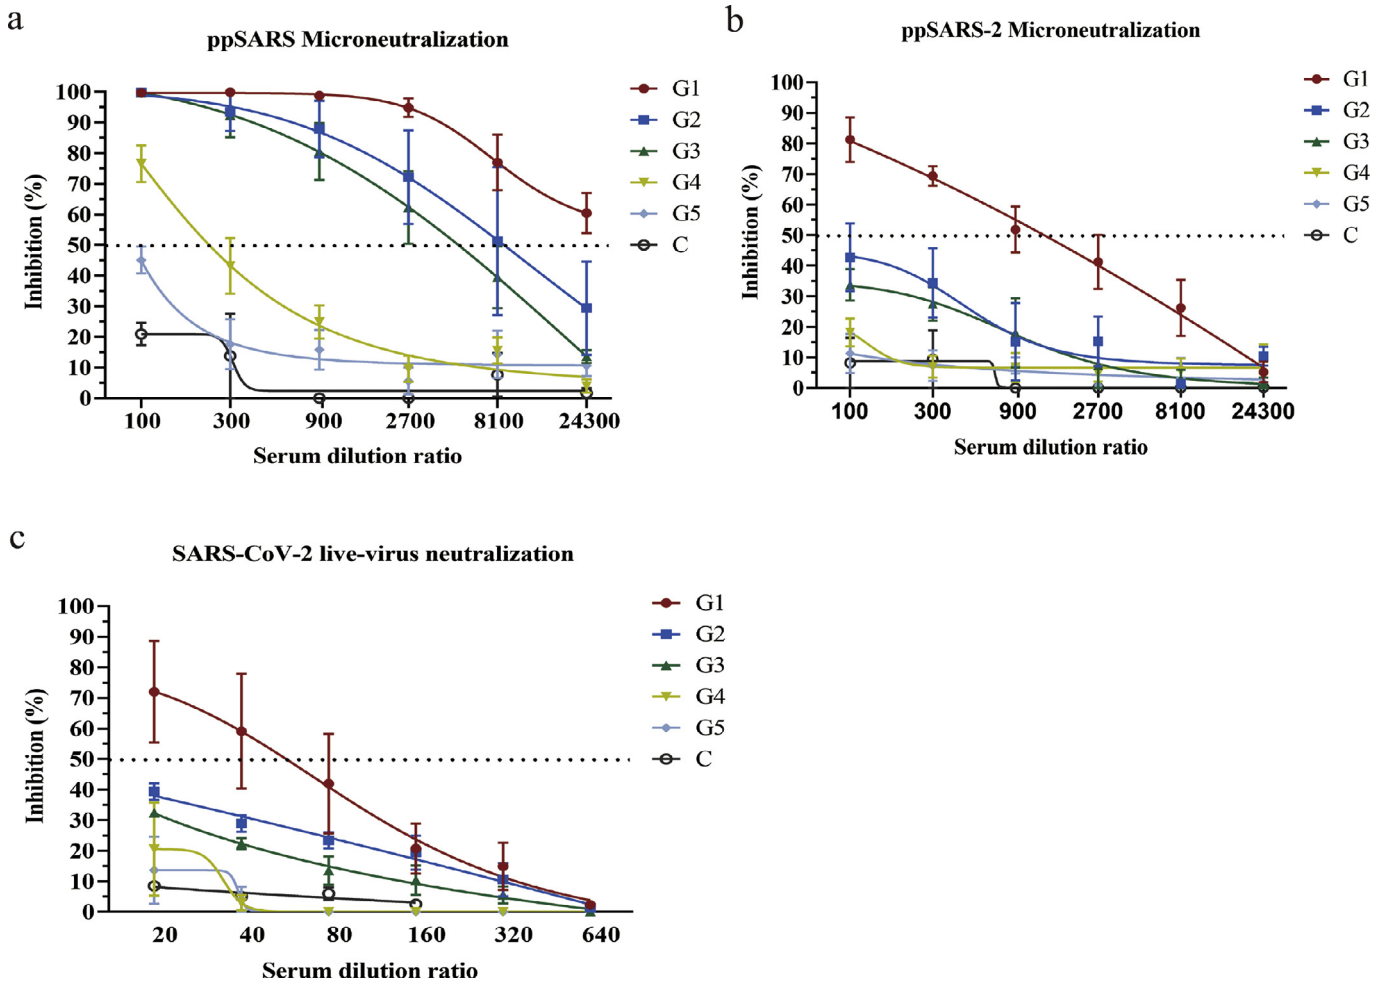 a
ppSARS Microneutralization
100
90
80
70
60
50
40
30
20
10
0
Inhibition (%)
100 300 900 2700 8100 24300
Serum dilution ratio
G1
G2
G3
G4
G5
C
b
ppSARS-2 Microneutralization
100
90
80
70
60
50
40
30
20
10
0
Inhibition (%)
100 300 900 2700 8100 24300
Serum dilution ratio
G1
G2
G3
G4
G5
C
c
SARS-CoV-2 live-virus neutralization
100
90
80
70
60
50
40
30
20
10
0
Inhibition (%)
20 40 80 160 320 640
Serum dilution ratio
G1
G2
G3
G4
G5
C